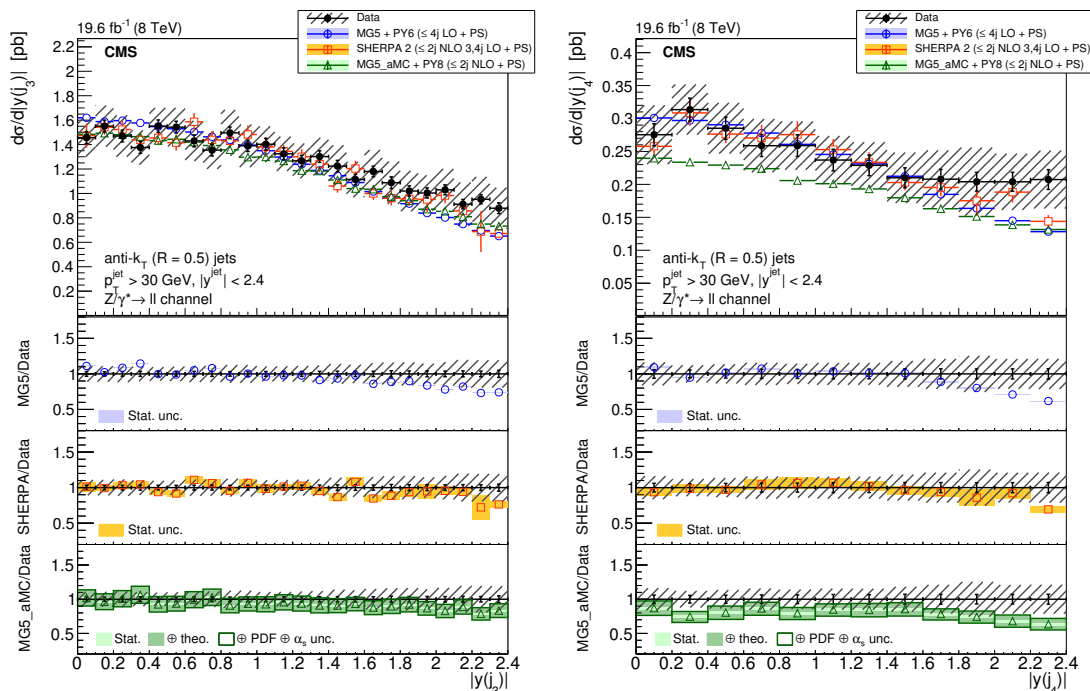 19.6 fb⁻¹ (8 TeV)
Data
MG5 + PY6 (≤ 4j LO + PS)
SHERPA 2 (≤ 2j NLO 3,4j LO + PS)
MG5_aMC + PY8 (≤ 2j NLO + PS)
CMS
dσ/d|y(j₃)| [pb]
2.2
2
1.8
1.6
1.4
1.2
1
0.8
0.6
0.4
0.2
anti-k_T (R = 0.5) jets
p_T^jet > 30 GeV, |y^jet| < 2.4
Z/γ* → ll channel
MG5/Data
1.5
1
0.5
Stat. unc.
SHERPA/Data
1.5
1
0.5
Stat. unc.
MG5_aMC/Data
1.5
1
0.5
Stat. ⊕ theo. ⊕ PDF ⊕ α_s unc.
0 0.2 0.4 0.6 0.8 1 1.2 1.4 1.6 1.8 2 2.2 2.4
|y(j₃)|
19.6 fb⁻¹ (8 TeV)
Data
MG5 + PY6 (≤ 4j LO + PS)
SHERPA 2 (≤ 2j NLO 3,4j LO + PS)
MG5_aMC + PY8 (≤ 2j NLO + PS)
CMS
dσ/d|y(j₄)| [pb]
0.4
0.35
0.3
0.25
0.2
0.15
0.1
0.05
0
anti-k_T (R = 0.5) jets
p_T^jet > 30 GeV, |y^jet| < 2.4
Z/γ* → ll channel
MG5/Data
1.5
1
0.5
Stat. unc.
SHERPA/Data
1.5
1
0.5
Stat. unc.
MG5_aMC/Data
1.5
1
0.5
Stat. ⊕ theo. ⊕ PDF ⊕ α_s unc.
0 0.2 0.4 0.6 0.8 1 1.2 1.4 1.6 1.8 2 2.2 2.4
|y(j₄)|